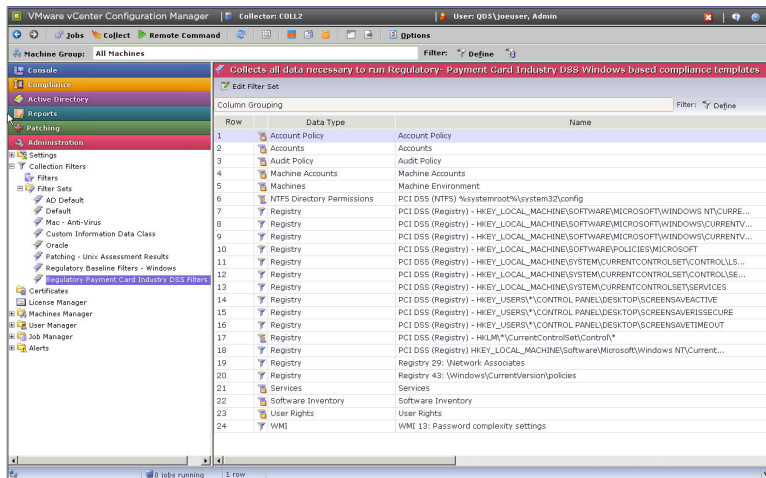 VMware vCenter Configuration Manager | Collector: COLL2 User: QDS\joeuser, Admin
Jobs Collect Remote Command Options
Machine Group: All Machines Filter: Define
Console
Compliance
Active Directory
Reports
Patching
Administration
Settings
Collection Filters
Filters
Filter Sets
AD Default
Default
Mac - Anti-Virus
Custom Information Data Class
Oracle
Patching - Unix Assessment Results
Regulatory Baseline Filters - Windows
Regulatory Payment Card Industry DSS Filters
Certificates
License Manager
Machines Manager
User Manager
Job Manager
Alerts
Collects all data necessary to run Regulatory- Payment Card Industry DSS Windows based compliance templates
Edit Filter Set
Column Grouping Filter: Define
Row Data Type Name
1 Account Policy Account Policy
2 Accounts Accounts
3 Audit Policy Audit Policy
4 Machine Accounts Machine Accounts
5 Machines Machine Environment
6 NTFS Directory Permissions PCI DSS (NTFS) %systemroot%\system32\config
7 Registry PCI DSS (Registry) - HKEY_LOCAL_MACHINE\SOFTWARE\MICROSOFT\WINDOWS NT\CURRE...
8 Registry PCI DSS (Registry) - HKEY_LOCAL_MACHINE\SOFTWARE\MICROSOFT\WINDOWS\CURRENTV...
9 Registry PCI DSS (Registry) - HKEY_LOCAL_MACHINE\SOFTWARE\MICROSOFT\WINDOWS\CURRENTV...
10 Registry PCI DSS (Registry) - HKEY_LOCAL_MACHINE\SOFTWARE\POLICIES\MICROSOFT
11 Registry PCI DSS (Registry) - HKEY_LOCAL_MACHINE\SYSTEM\CURRENTCONTROLSET\CONTROL\LS...
12 Registry PCI DSS (Registry) - HKEY_LOCAL_MACHINE\SYSTEM\CURRENTCONTROLSET\CONTROL\SE...
13 Registry PCI DSS (Registry) - HKEY_LOCAL_MACHINE\SYSTEM\CURRENTCONTROLSET\SERVICES
14 Registry PCI DSS (Registry) - HKEY_USERS\*\CONTROL PANEL\DESKTOP\SCREENSAVEACTIVE
15 Registry PCI DSS (Registry) - HKEY_USERS\*\CONTROL PANEL\DESKTOP\SCREENSAVERISSECURE
16 Registry PCI DSS (Registry) - HKEY_USERS\*\CONTROL PANEL\DESKTOP\SCREENSAVETIMEOUT
17 Registry PCI DSS (Registry) - HKLM\*\CurrentControlSet\Control\*
18 Registry PCI DSS (Registry) HKEY_LOCAL_MACHINE\Software\Microsoft\Windows NT\Current...
19 Registry Registry 29: \Network Associates
20 Registry Registry 43: \Windows\CurrentVersion\policies
21 Services Services
22 Software Inventory Software Inventory
23 User Rights User Rights
24 WMI WMI 13: Password complexity settings
0 jobs running 1 row